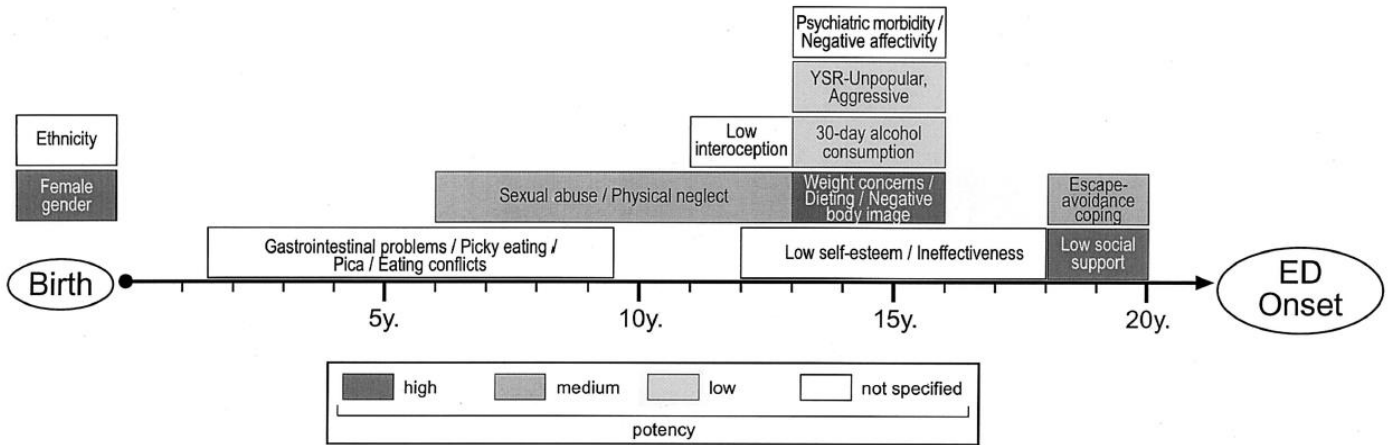 Psychiatric morbidity /
Negative affectivity
YSR-Unpopular,
Aggressive
Ethnicity
Low
interoception
30-day alcohol
consumption
Female
gender
Sexual abuse / Physical neglect
Weight concerns /
Dieting / Negative
body image
Escape-
avoidance
coping
Gastrointestinal problems / Picky eating /
Pica / Eating conflicts
Low self-esteem / Ineffectiveness
Low social
support
Birth
5y.
10y.
15y.
20y.
ED
Onset
high
medium
low
not specified
potency